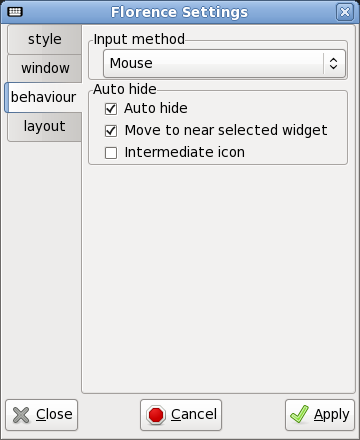 Florence Settings
style
window
behaviour
layout
Input method
Mouse
Auto hide
Auto hide
Move to near selected widget
Intermediate icon
Close
Cancel
Apply